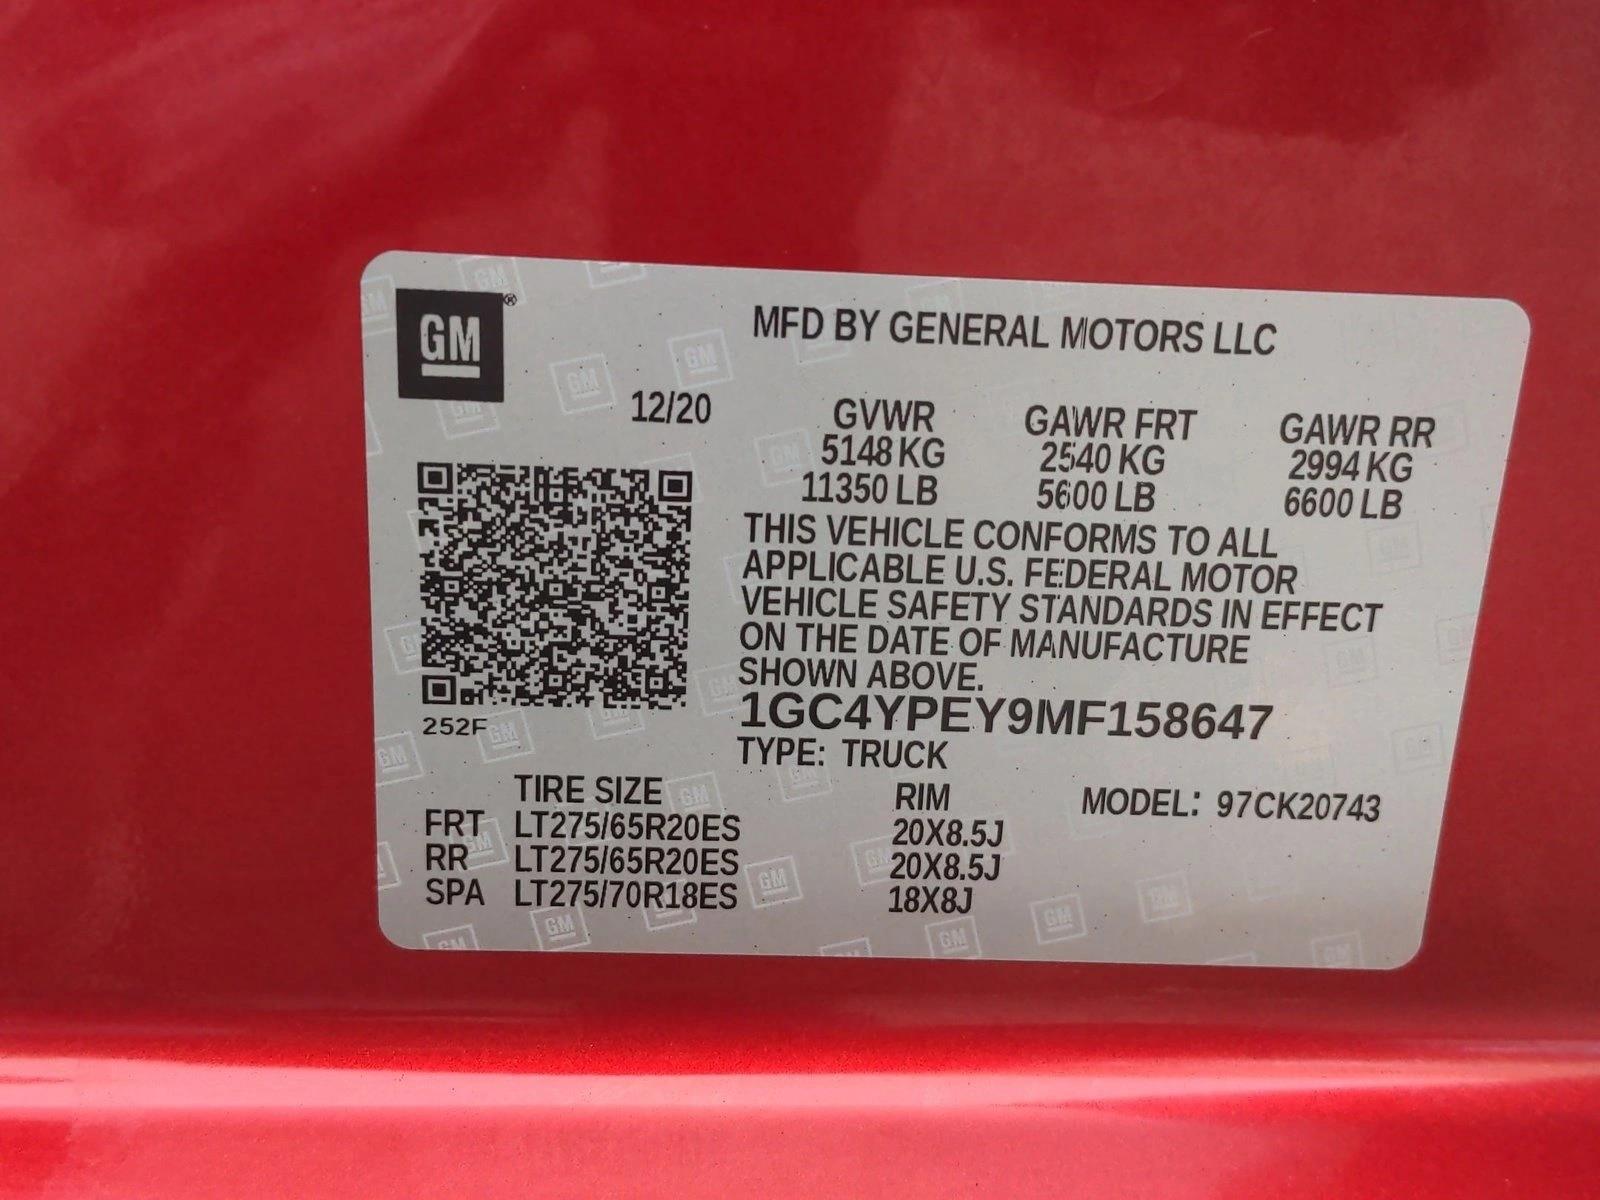 GM®
MFD BY GENERAL MOTORS LLC
12/20
GVWR GAWR FRT GAWR RR
5148 KG 2540 KG 2994 KG
11350 LB 5600 LB 6600 LB
THIS VEHICLE CONFORMS TO ALL
APPLICABLE U.S. FEDERAL MOTOR
VEHICLE SAFETY STANDARDS IN EFFECT
ON THE DATE OF MANUFACTURE
SHOWN ABOVE.
252F
1GC4YPEY9MF158647
TYPE: TRUCK
TIRE SIZE RIM MODEL: 97CK20743
FRT LT275/65R20ES 20X8.5J
RR LT275/65R20ES 20X8.5J
SPA LT275/70R18ES 18X8J